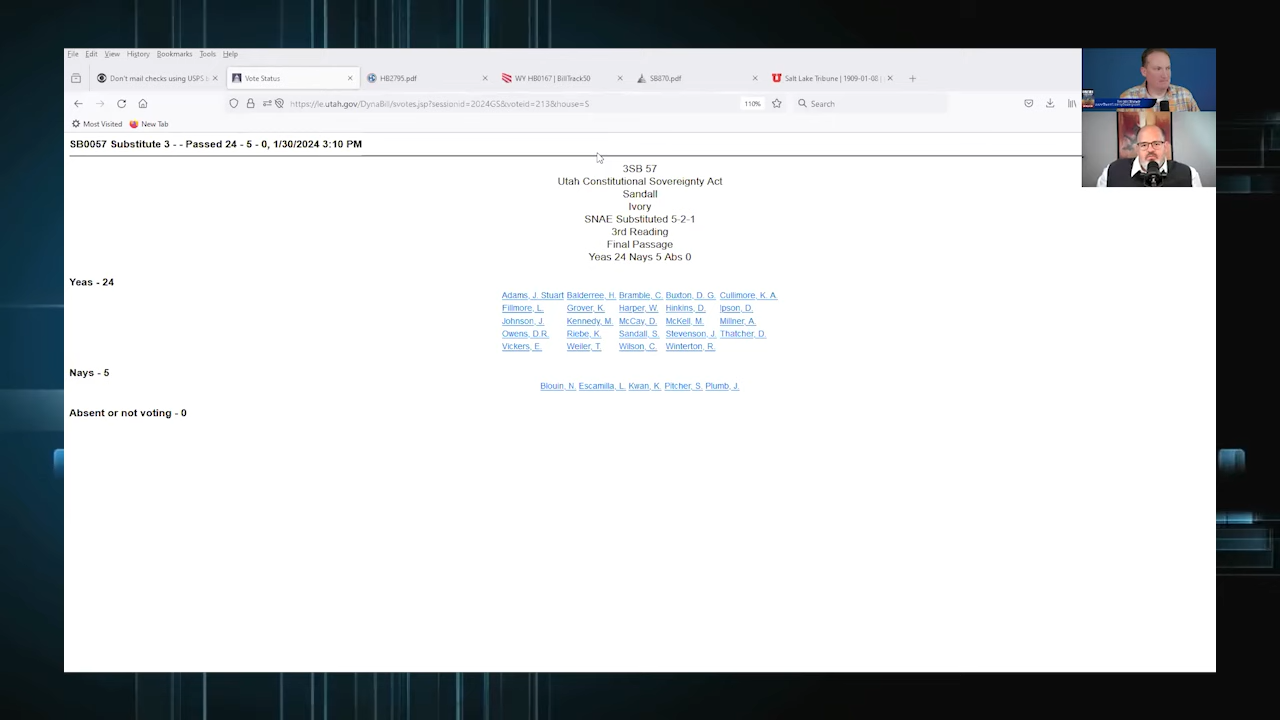 File Edit View History Bookmarks Tools Help
Don't mail checks using USPS
Vote Status
HB2795.pdf
WY HB0167 | BillTrack50
SB870.pdf
Salt Lake Tribune | 1909-01-08 |
https://le.utah.gov/DynaBill/svotes.jsp?sessionid=2024GS&voteid=213&house=S
110%
Search
Most Visited New Tab
SB0057 Substitute 3 - - Passed 24 - 5 - 0, 1/30/2024 3:10 PM
3SB 57
Utah Constitutional Sovereignty Act
Sandall
Ivory
SNAE Substituted 5-2-1
3rd Reading
Final Passage
Yeas 24 Nays 5 Abs 0
Yeas - 24
Adams, J. Stuart Balderree, H. Bramble, C. Buxton, D. G. Cullimore, K. A.
Fillmore, L. Grover, K. Harper, W. Hinkins, D. Ipson, D.
Johnson, J. Kennedy, M. McCay, D. McKell, M. Millner, A.
Owens, D.R. Riebe, K. Sandall, S. Stevenson, J. Thatcher, D.
Vickers, E. Weiler, T. Wilson, C. Winterton, R.
Nays - 5
Blouin, N. Escamilla, L. Kwan, K. Pitcher, S. Plumb, J.
Absent or not voting - 0